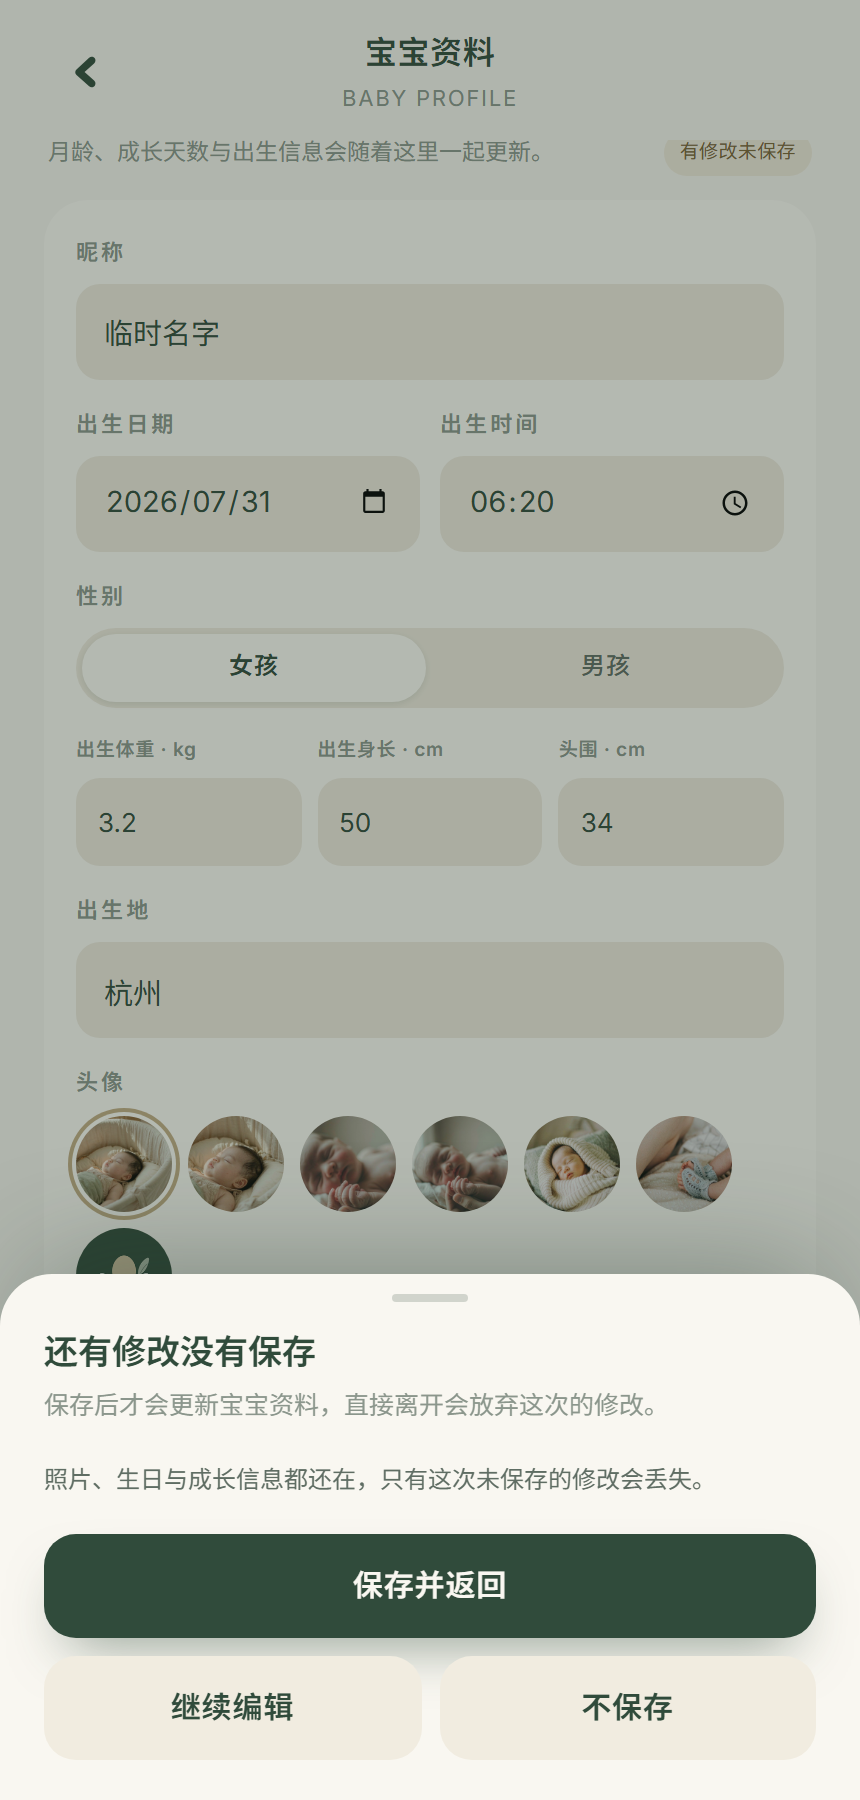 宝宝资料
BABY PROFILE
月龄、成长天数与出生信息会随着这里一起更新。
有修改未保存
昵称
临时名字
出生日期
出生时间
2026/07/31
06:20
性别
女孩
男孩
出生体重 · kg
出生身长 · cm
头围 · cm
3.2
50
34
出生地
杭州
头像
还有修改没有保存
保存后才会更新宝宝资料，直接离开会放弃这次的修改。
照片、生日与成长信息都还在，只有这次未保存的修改会丢失。
保存并返回
继续编辑
不保存